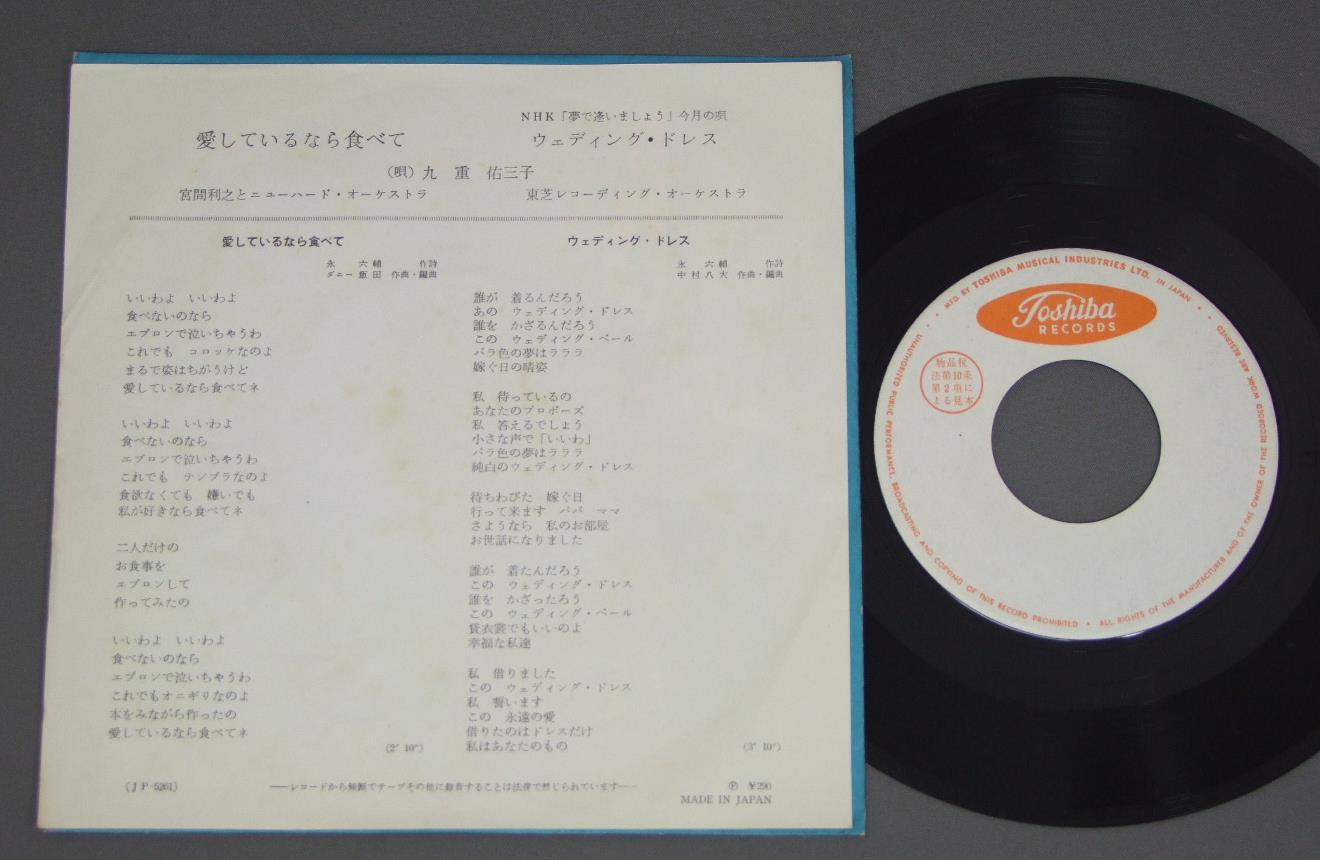 NHK「夢で逢いましょう」今月の唄
愛しているなら食べて
ウェディング・ドレス
(唄)九 重 佑三子
宮間利之とニューハード・オーケストラ
東芝レコーディング・オーケストラ
愛しているなら食べて
永 六輔 作詩
ダニー飯田 作曲・編曲
いいわよ いいわよ
食べないのなら
エプロンで泣いちゃうわ
これでも コロッケなのよ
まるで姿はちがうけど
愛しているなら食べてネ
いいわよ いいわよ
食べないのなら
エプロンで泣いちゃうわ
これでも テンプラなのよ
食欲なくても 嫌いでも
私が好きなら食べてネ
二人だけの
お食事を
エプロンして
作ってみたの
いいわよ いいわよ
食べないのなら
エプロンで泣いちゃうわ
これでもオニギリなのよ
本をみながら作ったの
愛しているなら食べてネ
(2' 10")
ウェディング・ドレス
永 六輔 作詩
中村八大 作曲・編曲
誰が 着るんだろう
あの ウェディング・ドレス
誰を かざるんだろう
この ウェディング・ベール
バラ色の夢はラララ
嫁ぐ日の晴姿
私 待っているの
あなたのプロポーズ
私 答えるでしょう
小さな声で「いいわ」
バラ色の夢はラララ
純白のウェディング・ドレス
待ちわびた 嫁ぐ日
行って来ます パパ ママ
さようなら 私のお部屋
お世話になりました
誰が 着たんだろう
この ウェディング・ドレス
誰を かざったろう
この ウェディング・ベール
貸衣裳でもいいのよ
幸福な私達
私 借りました
この ウェディング・ドレス
私 誓います
この 永遠の愛
借りたのはドレスだけ
私はあなたのもの
(3' 10")
(JP-5261)
——レコードから無断でテープその他に録音することは法律で禁じられています——
Ⓟ ¥290
MADE IN JAPAN
• MFD. BY TOSHIBA MUSICAL INDUSTRIES LTD. IN JAPAN •
Toshiba
RECORDS
物品税
法第10条
第2項に
よる見本
UNAUTHORIZED PUBLIC PERFORMANCE, BROADCASTING AND COPYING OF THIS RECORD PROHIBITED • ALL RIGHTS OF THE MANUFACTURER AND OF THE OWNER OF THE RECORDED WORK ARE RESERVED